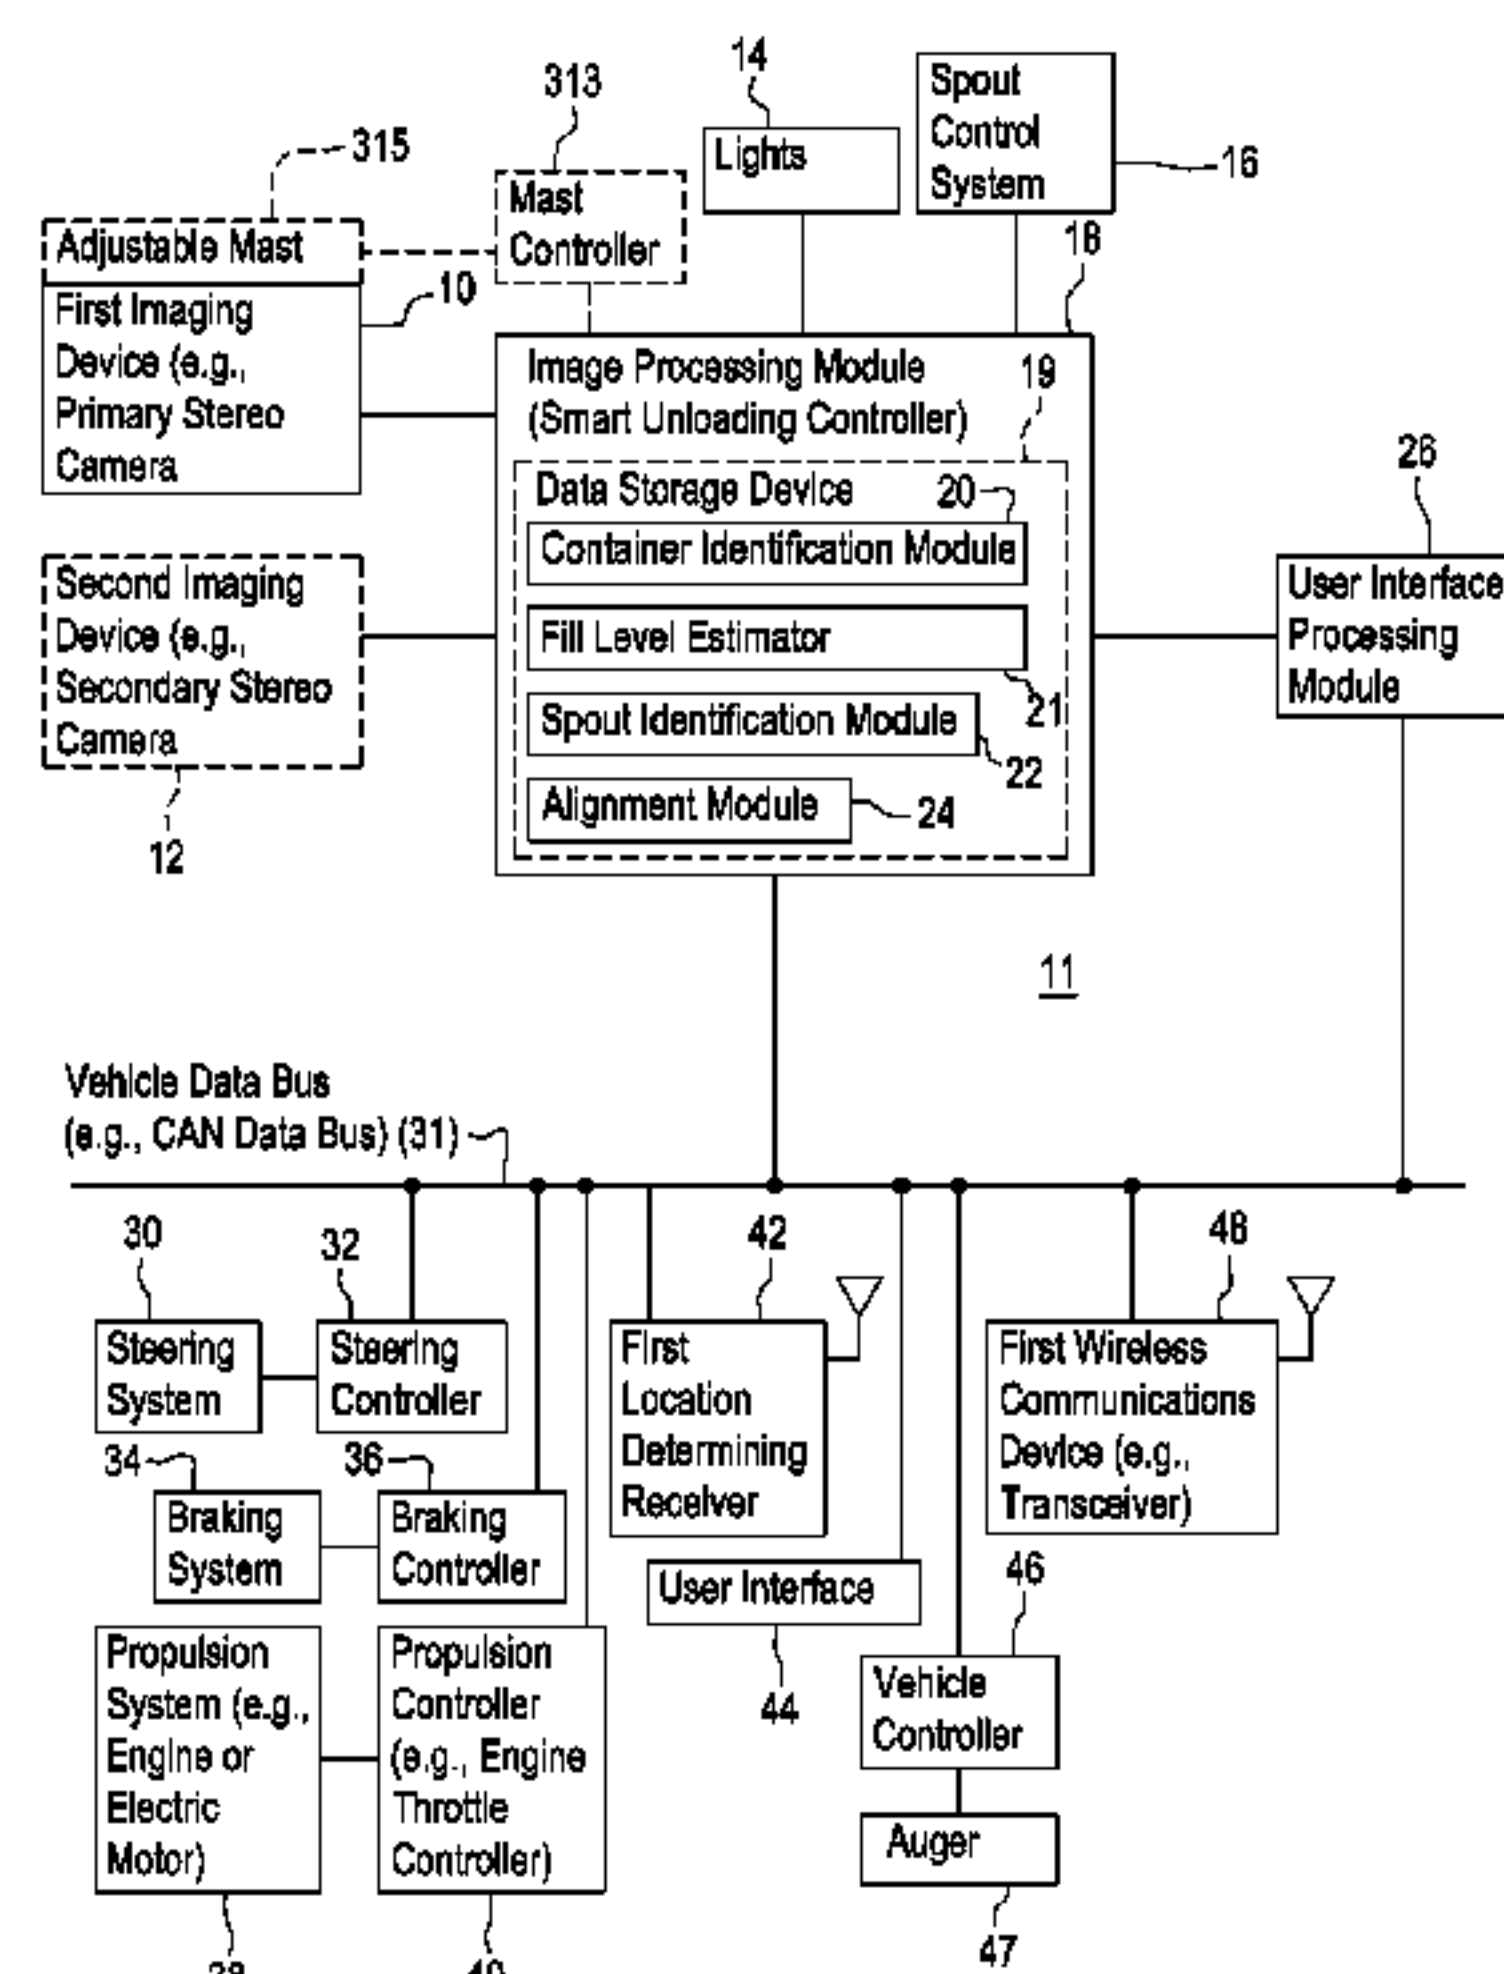 14
Spout
Control
System
16
313
Lights
315
Mast
Controller
18
Adjustable Mast
10
First Imaging
Device (e.g.,
Primary Stereo
Camera
Image Processing Module
(Smart Unloading Controller)
19
Data Storage Device
20
Container Identification Module
Fill Level Estimator
21
Spout Identification Module
22
Alignment Module
24
26
User Interface
Processing
Module
Second Imaging
Device (e.g.,
Secondary Stereo
Camera
12
11
Vehicle Data Bus
(e.g., CAN Data Bus) (31)
30
32
42
48
Steering
System
Steering
Controller
First
Location
Determining
Receiver
First Wireless
Communications
Device (e.g.,
Transceiver)
34
36
Braking
System
Braking
Controller
User Interface
44
46
Propulsion
System (e.g.,
Engine or
Electric
Motor)
Propulsion
Controller
(e.g., Engine
Throttle
Controller)
Vehicle
Controller
Auger
47